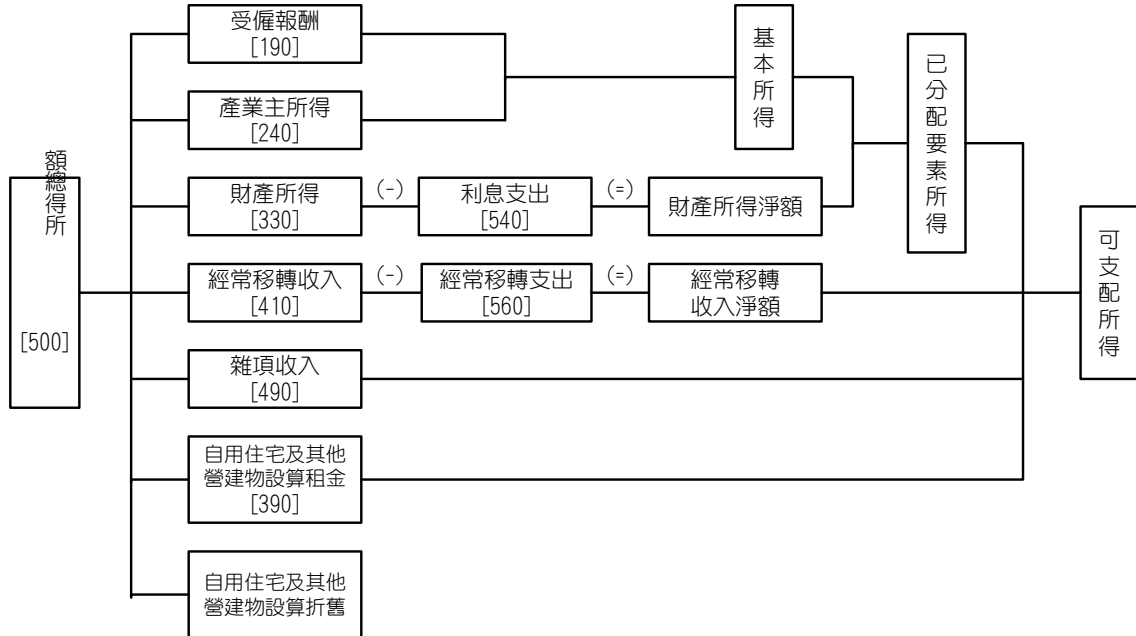 額總得所
[500]
受僱報酬
[190]
產業主所得
[240]
財產所得
[330]
(-)
利息支出
[540]
(=)
財產所得淨額
經常移轉收入
[410]
(-)
經常移轉支出
[560]
(=)
經常移轉
收入淨額
雜項收入
[490]
自用住宅及其他
營建物設算租金
[390]
自用住宅及其他
營建物設算折舊
基本所得
已分配要素所得
可支配所得